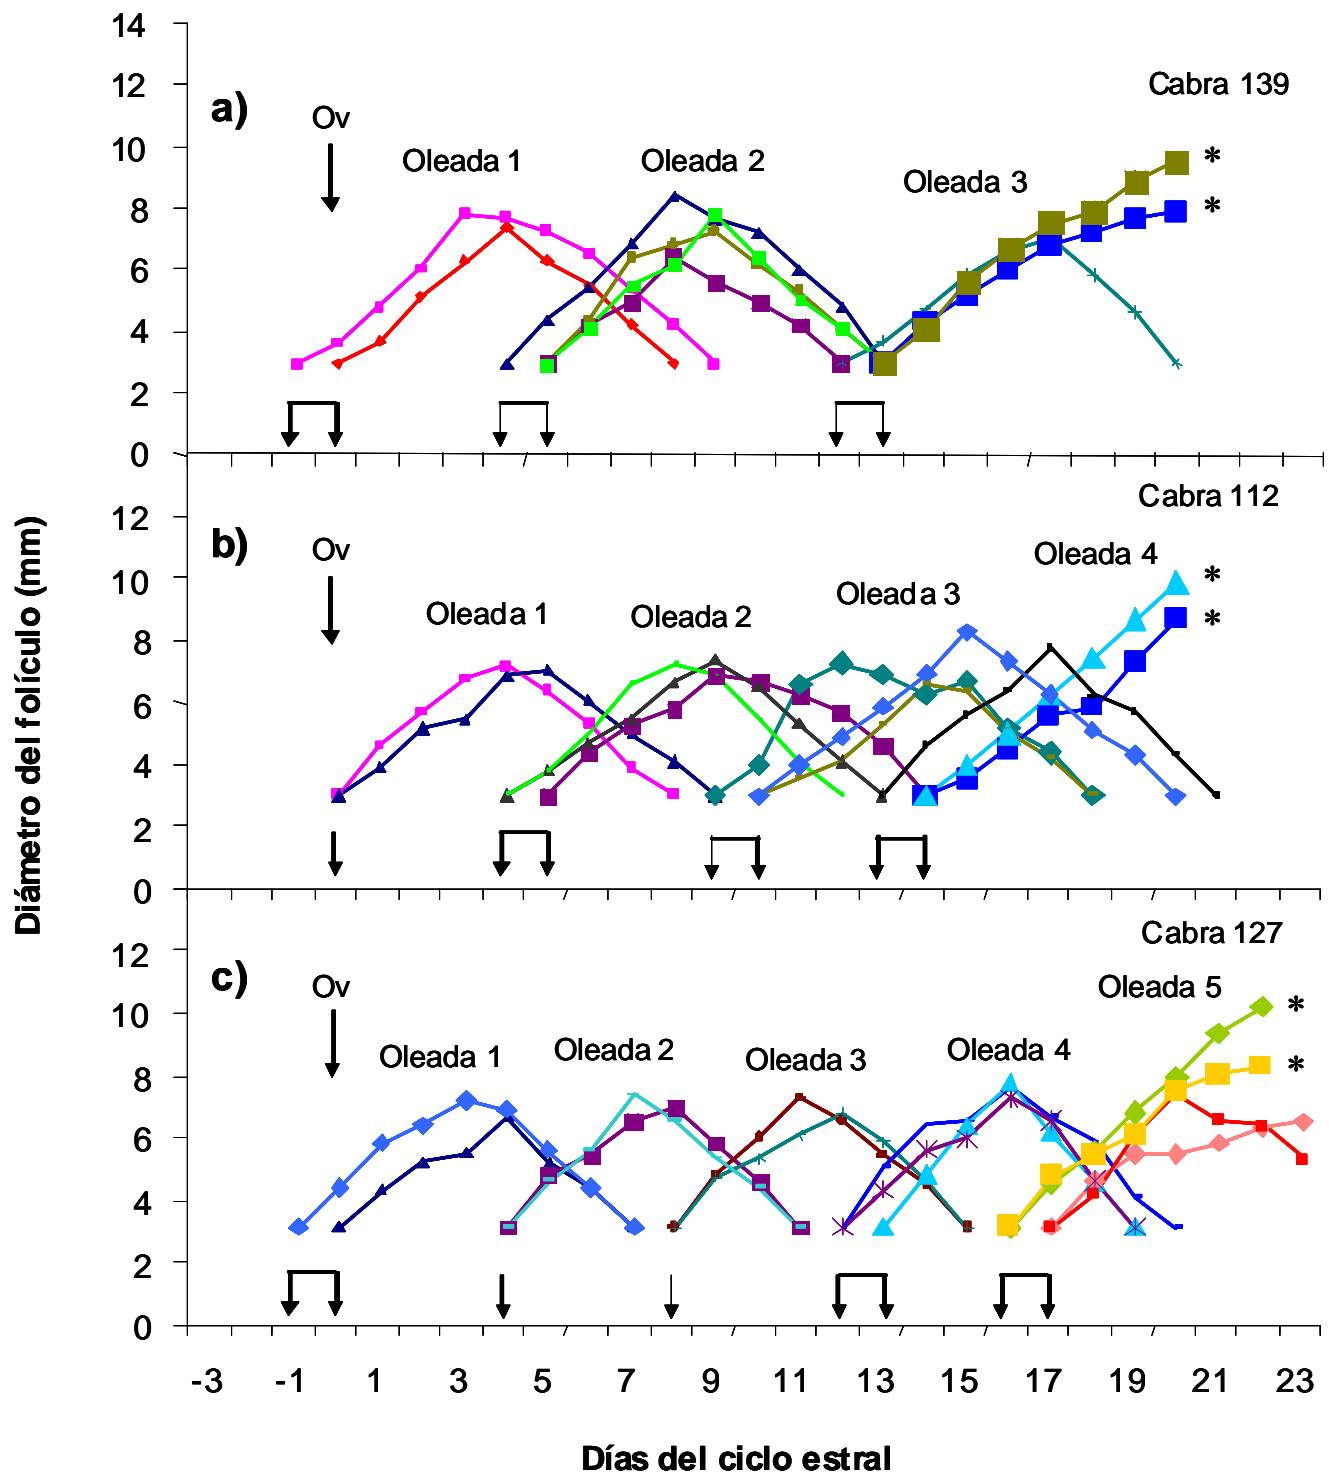 14
12
10
8
6
4
2
0
a)
Ov
Oleada 1
Oleada 2
Oleada 3
Cabra 139
*
*
12
10
8
6
4
2
0
b)
Ov
Oleada 1
Oleada 2
Oleada 3
Oleada 4
Cabra 112
*
*
12
10
8
6
4
2
0
c)
Ov
Oleada 1
Oleada 2
Oleada 3
Oleada 4
Oleada 5
Cabra 127
*
*
Diámetro del folículo (mm)
-3 -1 1 3 5 7 9 11 13 15 17 19 21 23
Días del ciclo estral